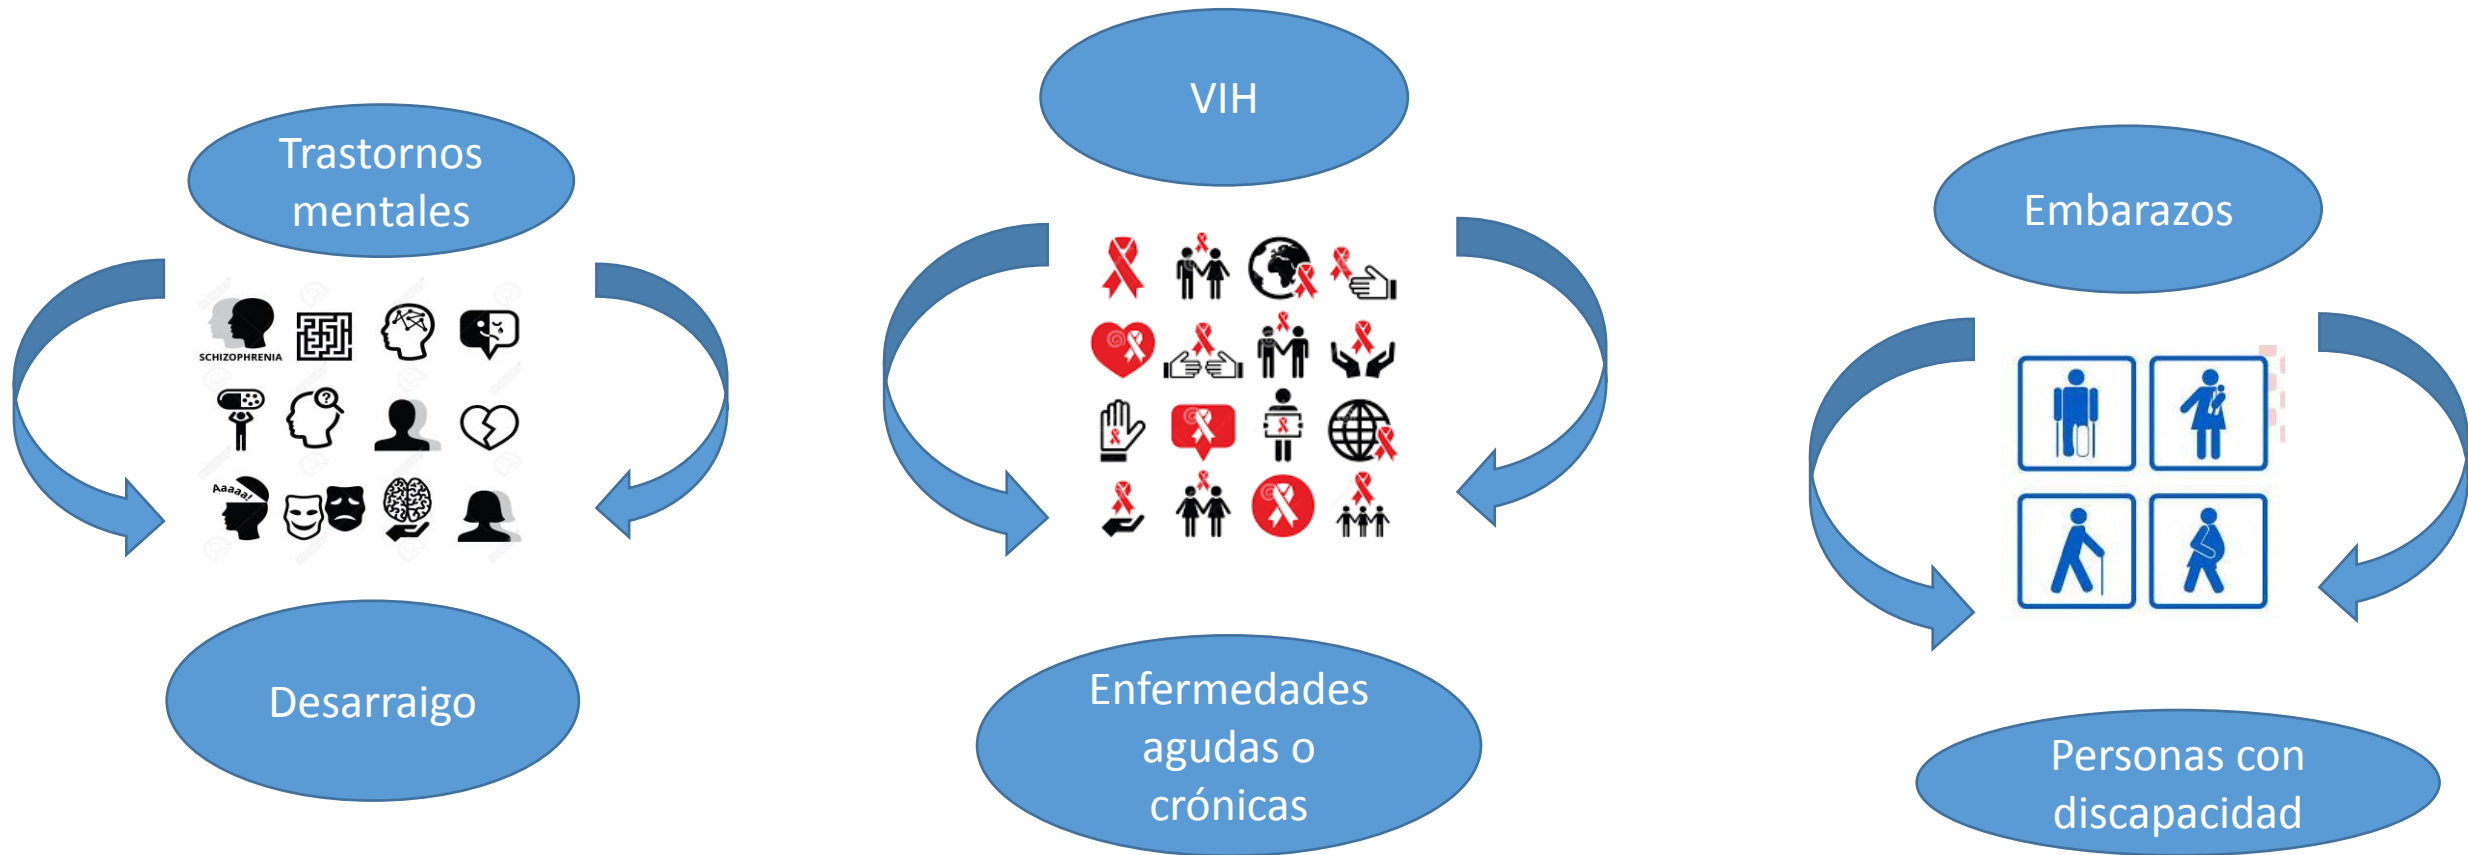 Trastornos
mentales
SCHIZOPHRENIA
?
Aaaaa!
Desarraigo
VIH
Enfermedades
agudas o
crónicas
Embarazos
Personas con
discapacidad